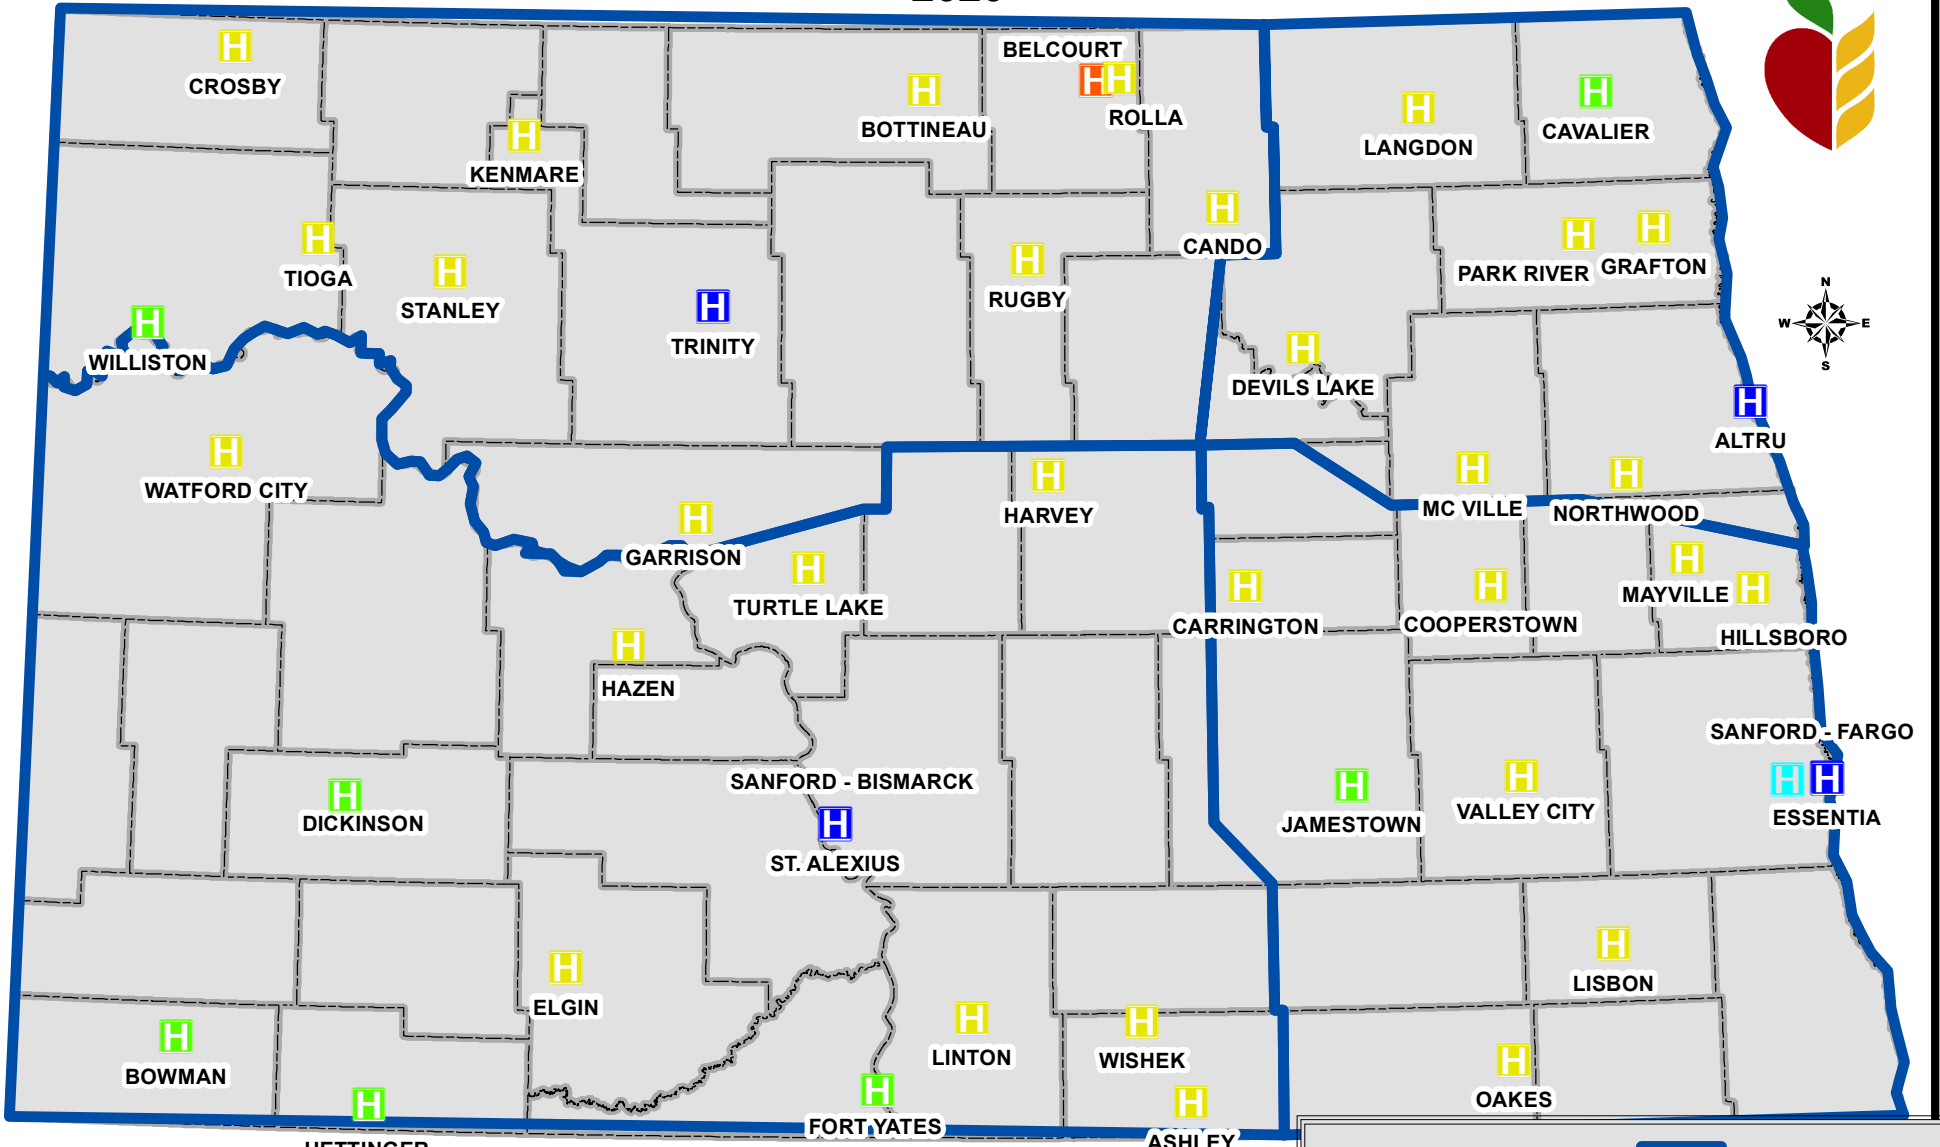 BELCOURT
H
CROSBY
H
H
H
BOTTINEAU
ROLLA
H
LANGDON
H
CAVALIER
H
KENMARE
H
CANDO
H
PARK RIVER
H
GRAFTON
H
TIOGA
H
STANLEY
H
TRINITY
H
RUGBY
N
W
E
S
H
WILLISTON
H
DEVILS LAKE
H
ALTRU
H
WATFORD CITY
H
GARRISON
H
HARVEY
H
MC VILLE
H
NORTHWOOD
H
TURTLE LAKE
H
CARRINGTON
H
COOPERSTOWN
H
MAYVILLE
H
HILLSBORO
H
HAZEN
SANFORD - FARGO
H
H
ESSENTIA
H
DICKINSON
SANFORD - BISMARCK
H
ST. ALEXIUS
H
JAMESTOWN
H
VALLEY CITY
H
ELGIN
H
LISBON
H
BOWMAN
H
LINTON
H
WISHEK
H
OAKES
H
HETTINGER
H
FORT YATES
H
ASHLEY